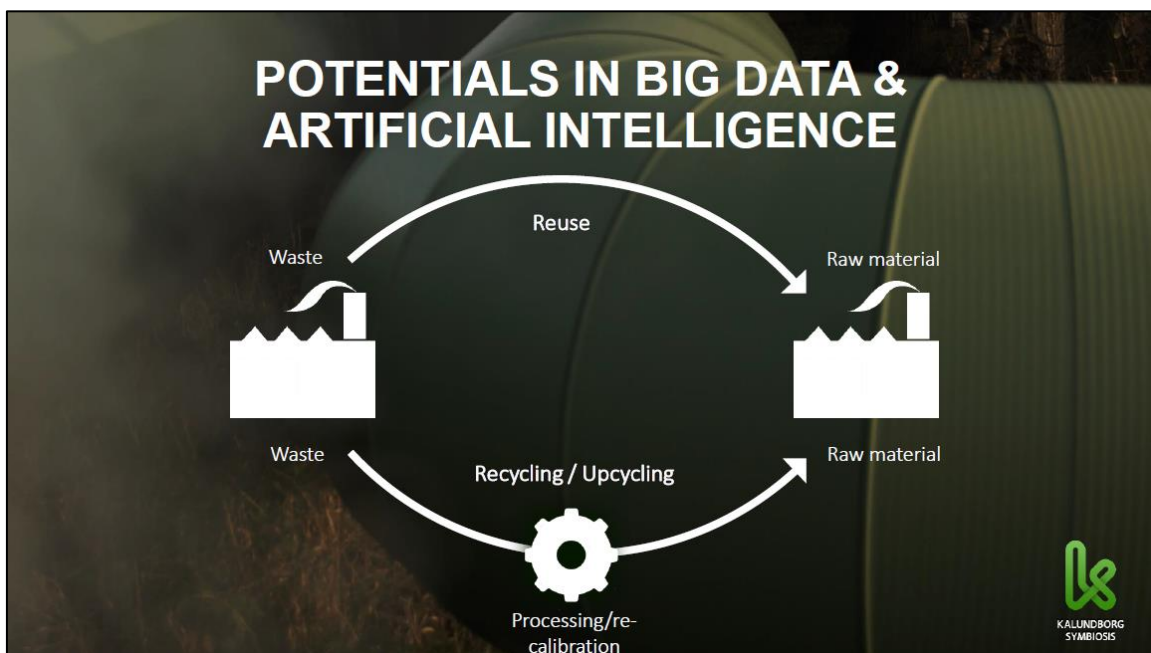 POTENTIALS IN BIG DATA &
ARTIFICIAL INTELLIGENCE
Reuse
Waste
Raw material
Waste
Raw material
Recycling / Upcycling
Processing/re-
calibration
KALUNDBORG
SYMBIOSIS